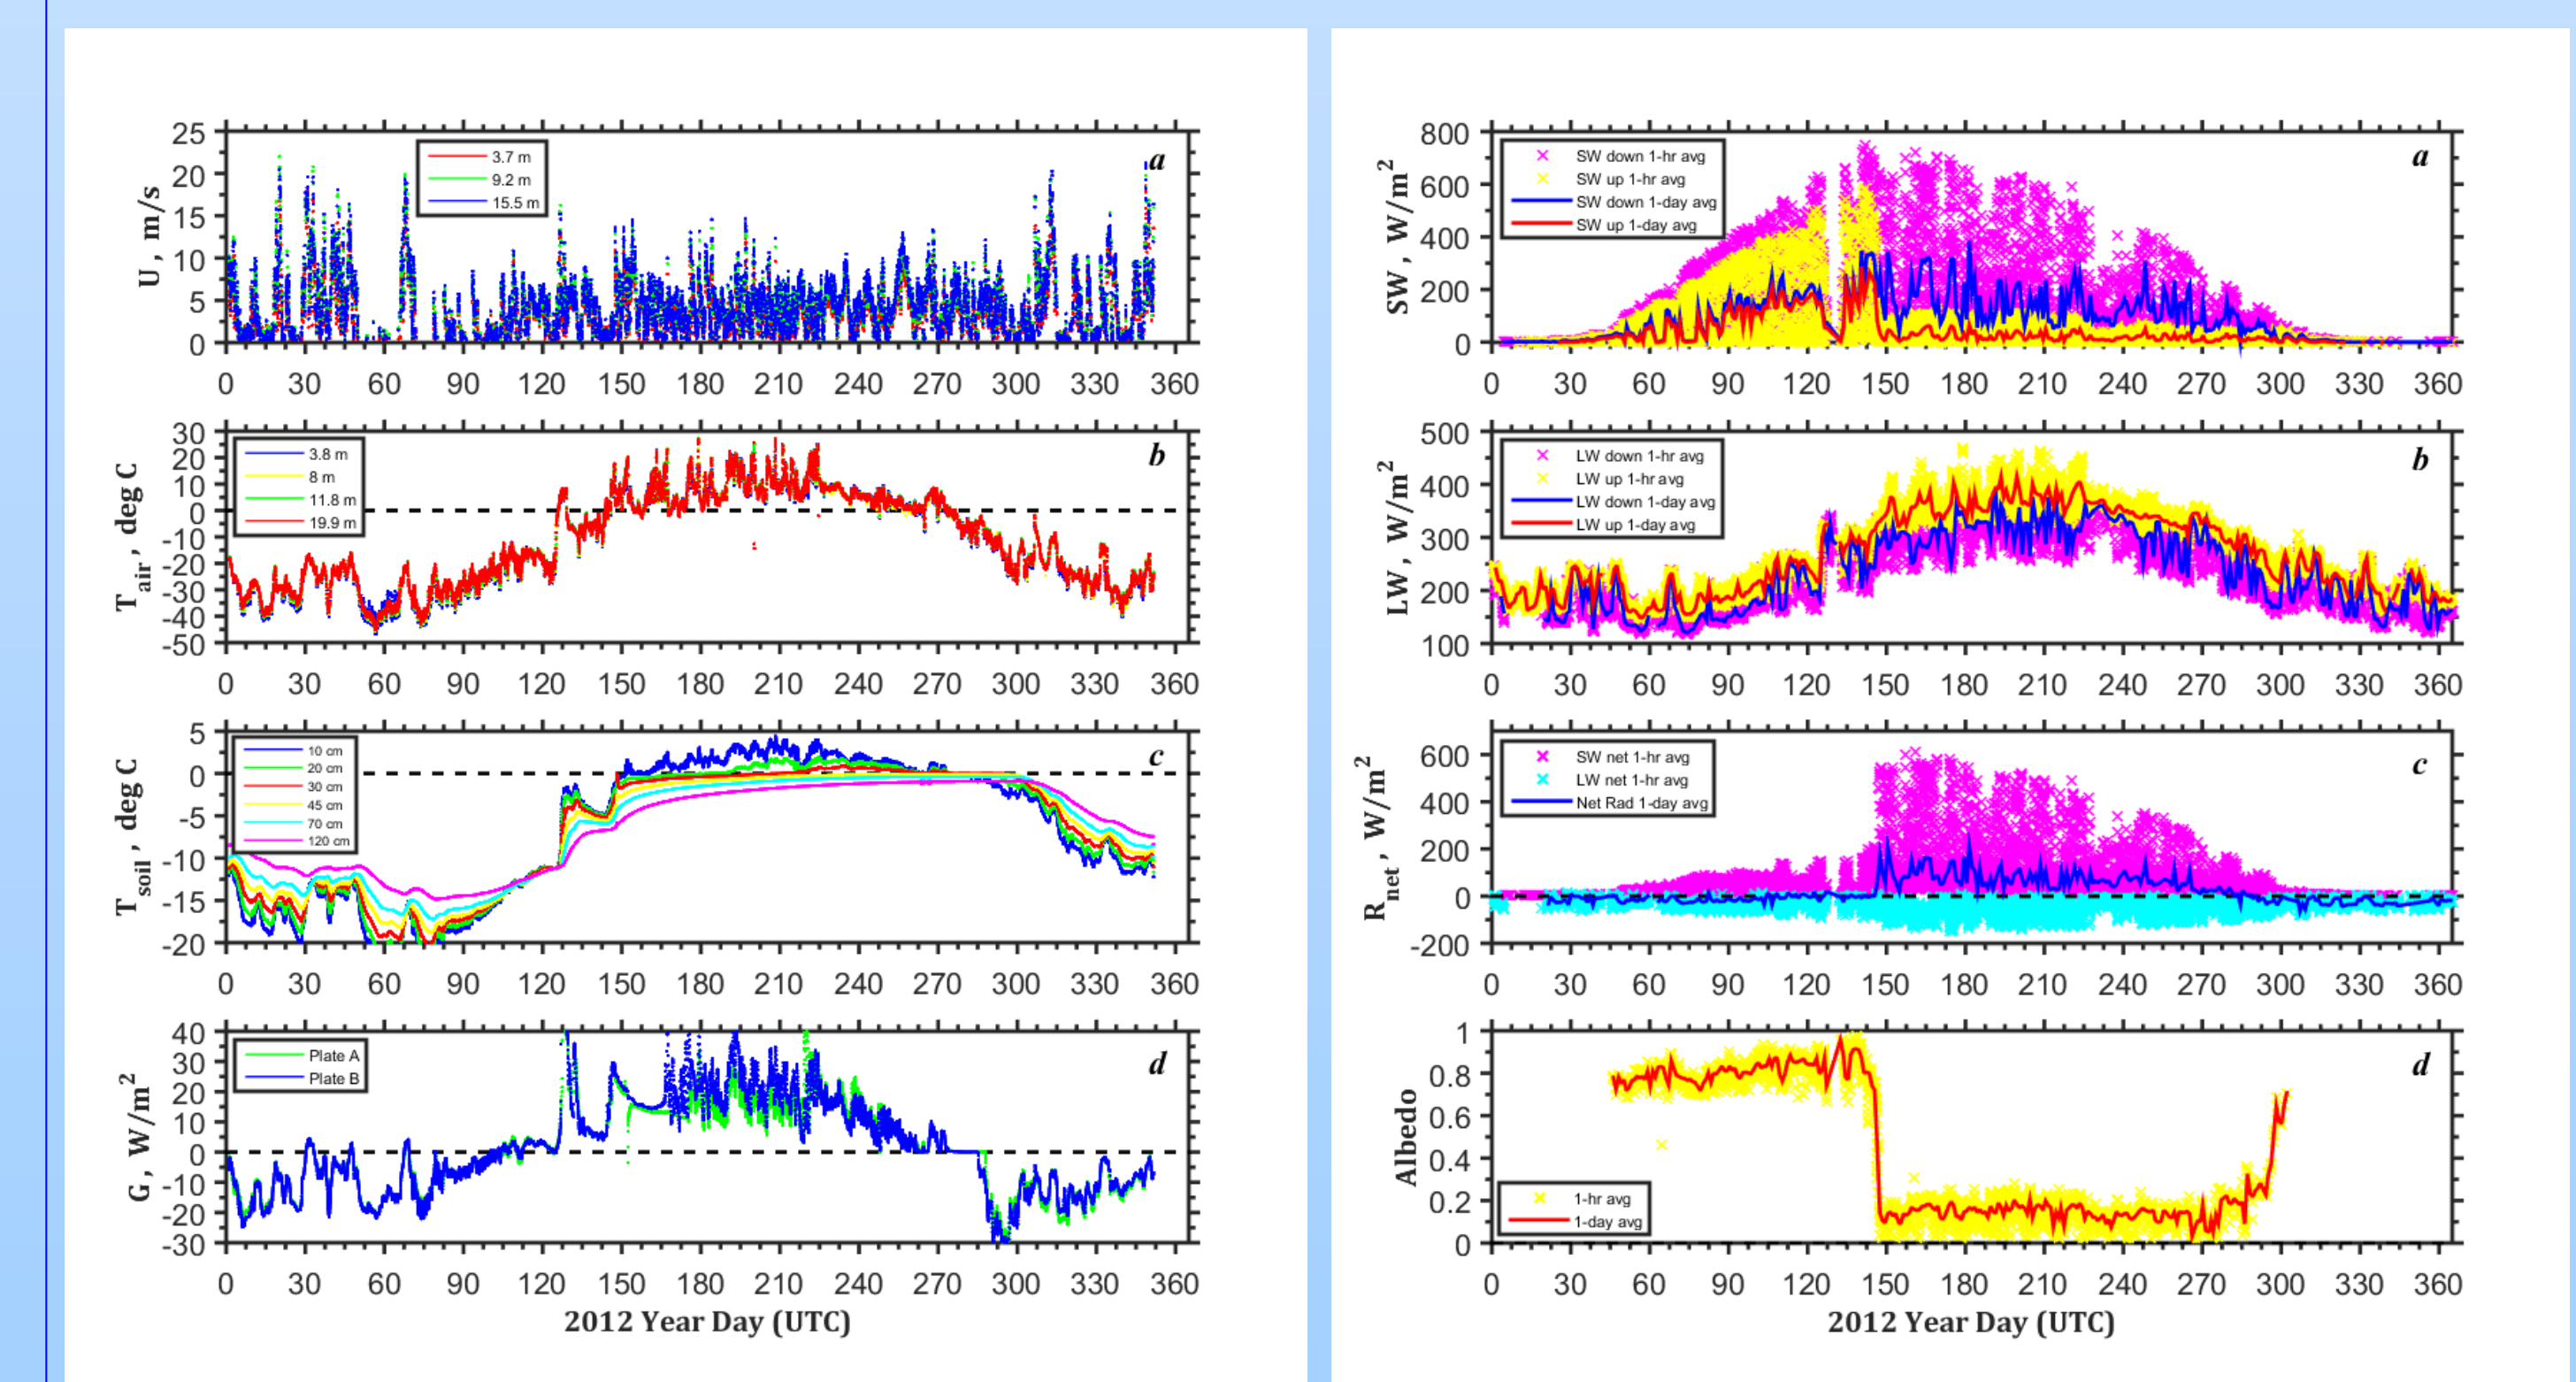 25
20
15
10
5
0
U, m/s
3.7 m
9.2 m
15.5 m
a
0 30 60 90 120 150 180 210 240 270 300 330 360
30
20
10
0
-10
-20
-30
-40
-50
Tair, deg C
3.8 m
8 m
11.8 m
19.9 m
b
0 30 60 90 120 150 180 210 240 270 300 330 360
5
0
-5
-10
-15
-20
Tsoil, deg C
10 cm
20 cm
30 cm
45 cm
70 cm
120 cm
c
0 30 60 90 120 150 180 210 240 270 300 330 360
40
30
20
10
0
-10
-20
-30
G, W/m2
Plate A
Plate B
d
0 30 60 90 120 150 180 210 240 270 300 330 360
2012 Year Day (UTC)
800
600
400
200
0
SW, W/m2
SW down 1-hr avg
SW up 1-hr avg
SW down 1-day avg
SW up 1-day avg
a
0 30 60 90 120 150 180 210 240 270 300 330 360
500
400
300
200
100
LW, W/m2
LW down 1-hr avg
LW up 1-hr avg
LW down 1-day avg
LW up 1-day avg
b
0 30 60 90 120 150 180 210 240 270 300 330 360
600
400
200
0
-200
Rnet, W/m2
SW net 1-hr avg
LW net 1-hr avg
Net Rad 1-day avg
c
0 30 60 90 120 150 180 210 240 270 300 330 360
1
0.8
0.6
0.4
0.2
0
Albedo
1-hr avg
1-day avg
d
0 30 60 90 120 150 180 210 240 270 300 330 360
2012 Year Day (UTC)